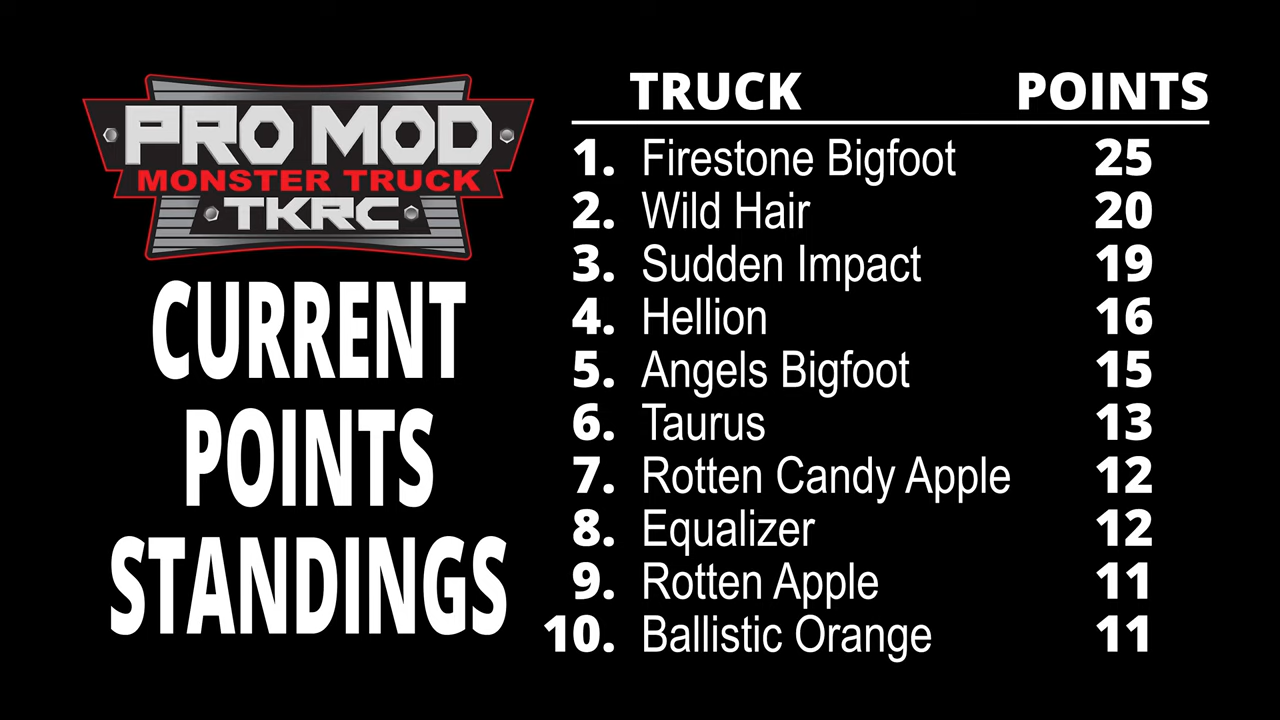 PRO MOD
MONSTER TRUCK
TKRC
CURRENT
POINTS
STANDINGS
TRUCK POINTS
1. Firestone Bigfoot 25
2. Wild Hair 20
3. Sudden Impact 19
4. Hellion 16
5. Angels Bigfoot 15
6. Taurus 13
7. Rotten Candy Apple 12
8. Equalizer 12
9. Rotten Apple 11
10. Ballistic Orange 11